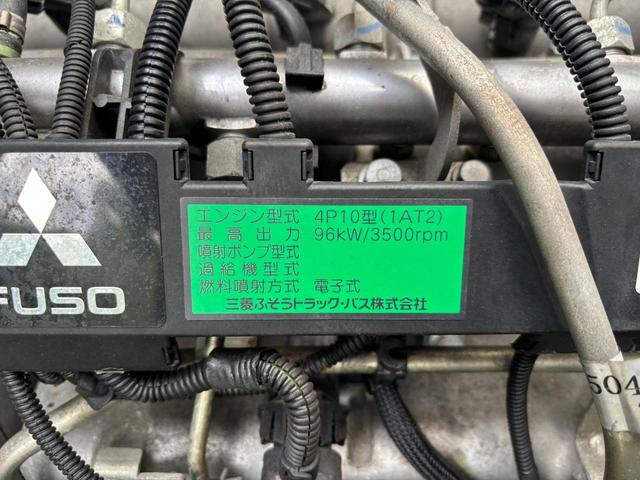 エンジン型式 4P10型(1AT2)
最高出力 96kW/3500rpm
噴射ポンプ型式
過給機型式
燃料噴射方式 電子式
三菱ふそうトラック・バス株式会社
FUSO
S04